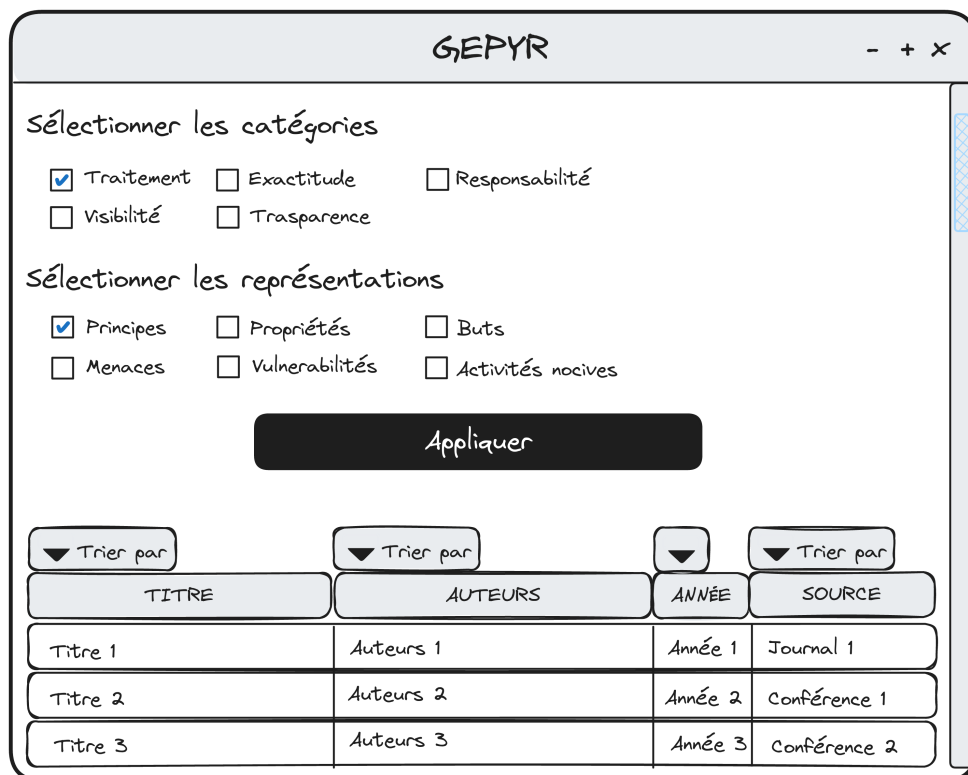 GEPYR - + x
Sélectionner les catégories
Traitement Exactitude Responsabilité
Visibilité Trasparence
Sélectionner les représentations
Principes Propriétés Buts
Menaces Vulnerabilités Activités nocives
Appliquer
Trier par Trier par Trier par
TITRE AUTEURS ANNÉE SOURCE
Titre 1 Auteurs 1 Année 1 Journal 1
Titre 2 Auteurs 2 Année 2 Conférence 1
Titre 3 Auteurs 3 Année 3 Conférence 2